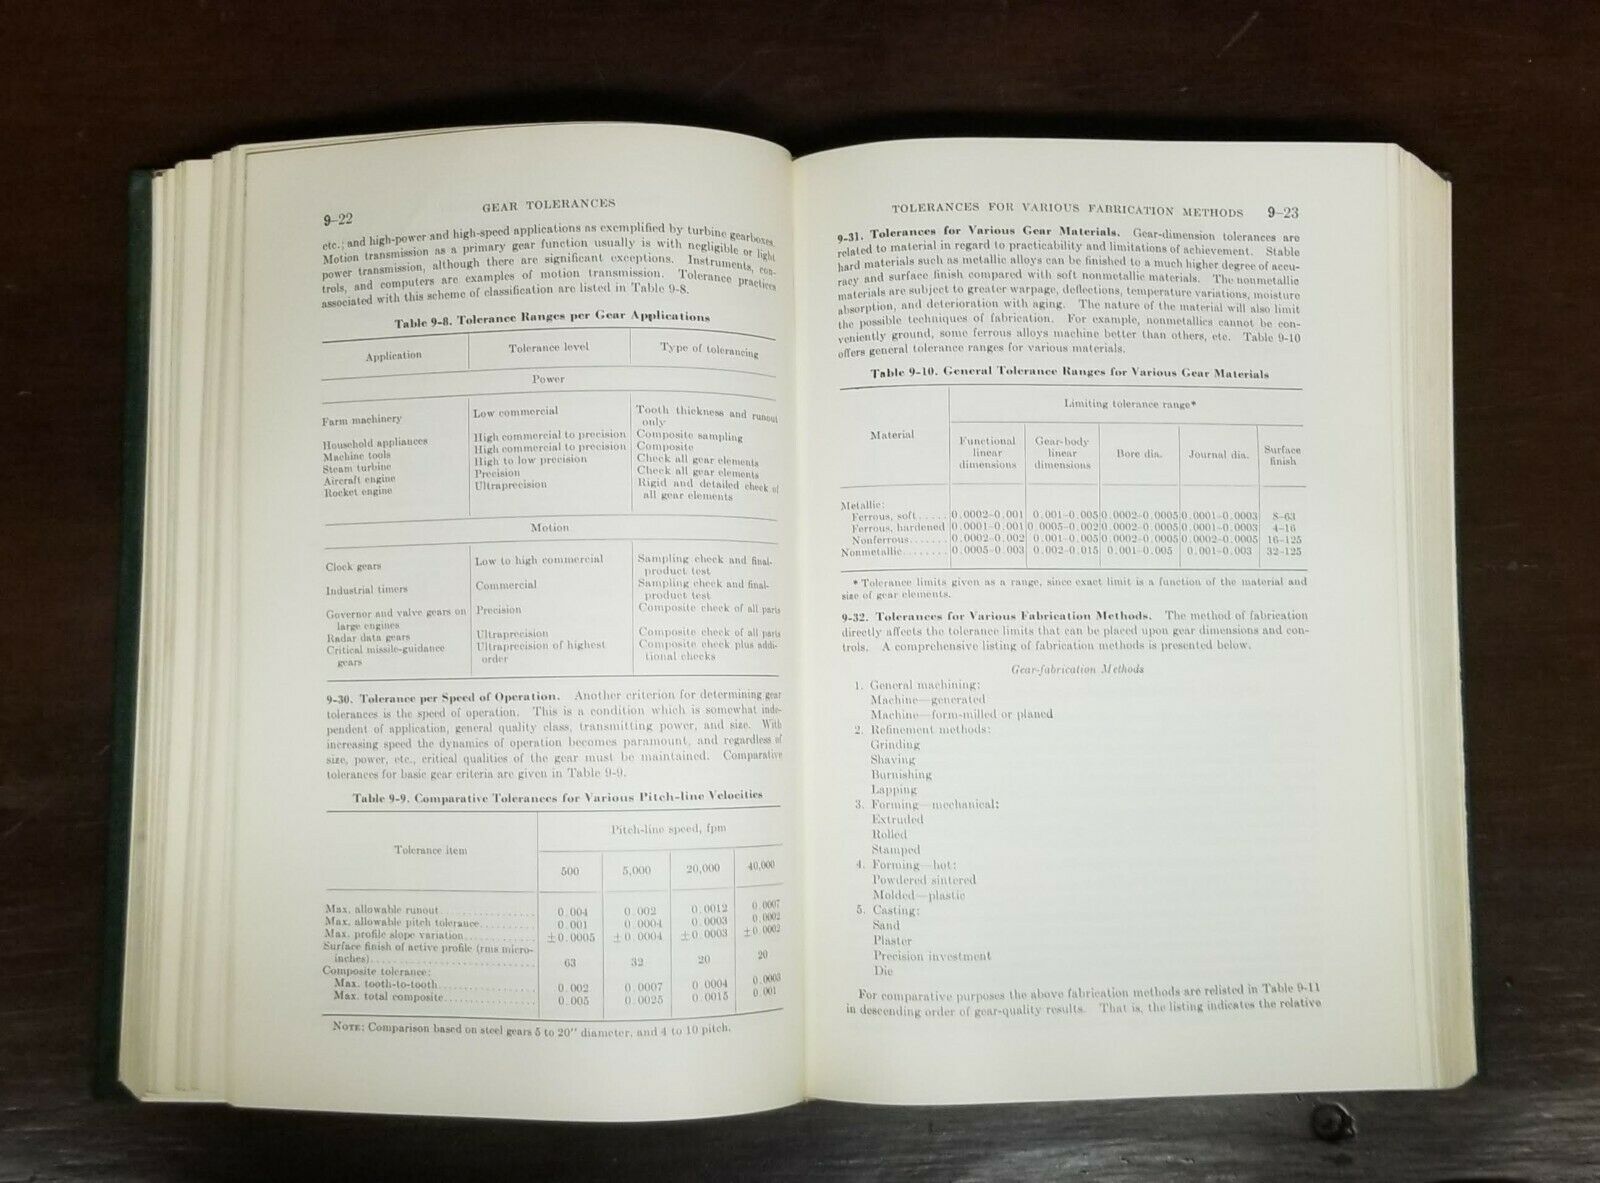 9–22 GEAR TOLERANCES
etc.; and high-power and high-speed applications as exemplified by turbine gearboxes.
Motion transmission as a primary gear function usually is with negligible or light
power transmission, although there are significant exceptions. Instruments, con-
trols, and computers are examples of motion transmission. Tolerance practices
associated with this scheme of classification are listed in Table 9-8.
Table 9-8. Tolerance Ranges per Gear Applications
Application Tolerance level Type of tolerancing
Power
Farm machinery Low commercial Tooth thickness and runout
only
Household appliances High commercial to precision Composite sampling
Machine tools High commercial to precision Composite
Steam turbine High to low precision Check all gear elements
Aircraft engine Precision Check all gear elements
Rocket engine Ultraprecision Rigid and detailed check of
all gear elements
Motion
Clock gears Low to high commercial Sampling check and final-
product test
Industrial timers Commercial Sampling check and final-
product test
Governor and valve gears on Precision Composite check of all parts
large engines
Radar data gears Ultraprecision Composite check of all parts
Critical missile-guidance Ultraprecision of highest Composite check plus addi-
gears order tional checks
9-30. Tolerance per Speed of Operation. Another criterion for determining gear
tolerances is the speed of operation. This is a condition which is somewhat inde-
pendent of application, general quality class, transmitting power, and size. With
increasing speed the dynamics of operation becomes paramount, and regardless of
size, power, etc., critical qualities of the gear must be maintained. Comparative
tolerances for basic gear criteria are given in Table 9-9.
Table 9-9. Comparative Tolerances for Various Pitch-line Velocities
Tolerance item Pitch-line speed, fpm
500 5,000 20,000 40,000
Max. allowable runout 0.004 0.002 0.0012 0.0007
Max. allowable pitch tolerance 0.001 0.0004 0.0003 0.0002
Max. profile slope variation ±0.0005 ±0.0004 ±0.0003 ±0.0002
Surface finish of active profile (rms micro-
inches) 63 32 20 20
Composite tolerance:
Max. tooth-to-tooth 0.002 0.0007 0.0004 0.0003
Max. total composite 0.005 0.0025 0.0015 0.001
NOTE: Comparison based on steel gears 5 to 20″ diameter, and 4 to 10 pitch.
TOLERANCES FOR VARIOUS FABRICATION METHODS 9–23
9-31. Tolerances for Various Gear Materials. Gear-dimension tolerances are
related to material in regard to practicability and limitations of achievement. Stable
hard materials such as metallic alloys can be finished to a much higher degree of accu-
racy and surface finish compared with soft nonmetallic materials. The nonmetallic
materials are subject to greater warpage, deflections, temperature variations, moisture
absorption, and deterioration with aging. The nature of the material will also limit
the possible techniques of fabrication. For example, nonmetallics cannot be con-
veniently ground, some ferrous alloys machine better than others, etc. Table 9-10
offers general tolerance ranges for various materials.
Table 9-10. General Tolerance Ranges for Various Gear Materials
Material Limiting tolerance range*
Functional linear dimensions Gear-body linear dimensions Bore dia. Journal dia. Surface finish
Metallic:
Ferrous, soft 0.0002–0.001 0.001–0.005 0.0002–0.0005 0.0001–0.0003 8–63
Ferrous, hardened 0.0001–0.001 0.0005–0.002 0.0002–0.0005 0.0001–0.0003 4–16
Nonferrous 0.0002–0.002 0.001–0.005 0.0002–0.0005 0.0002–0.0005 16–125
Nonmetallic 0.0005–0.003 0.002–0.015 0.001–0.005 0.001–0.003 32–125
* Tolerance limits given as a range, since exact limit is a function of the material and
size of gear elements.
9-32. Tolerances for Various Fabrication Methods. The method of fabrication
directly affects the tolerance limits that can be placed upon gear dimensions and con-
trols. A comprehensive listing of fabrication methods is presented below.
Gear-fabrication Methods
1. General machining:
Machine—generated
Machine—form-milled or planed
2. Refinement methods:
Grinding
Shaving
Burnishing
Lapping
3. Forming—mechanical:
Extruded
Rolled
Stamped
4. Forming—hot:
Powdered sintered
Molded—plastic
5. Casting:
Sand
Plaster
Precision investment
Die
For comparative purposes the above fabrication methods are relisted in Table 9-11
in descending order of gear-quality results. That is, the listing indicates the relative